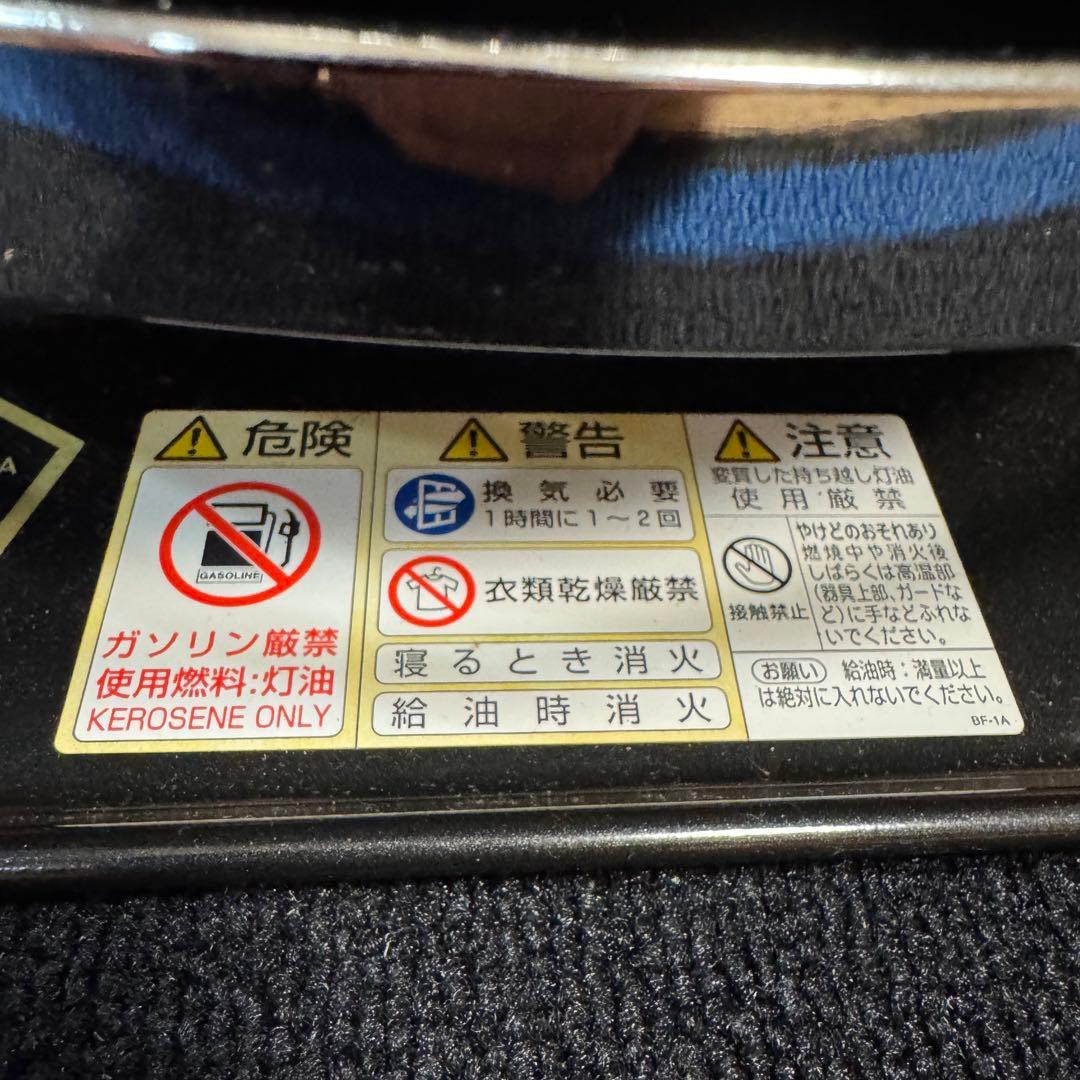 A
危険
GASOLINE
ガソリン厳禁
使用燃料:灯油
KEROSENE ONLY
警告
換気必要
1時間に1～2回
衣類乾燥厳禁
寝るとき消火
給油時消火
注意
変質した持ち越し灯油
使用厳禁
接触禁止
やけどのおそれあり
燃焼中や消火後
しばらくは高温部
(器具上部、ガードな
ど)に手などふれな
いでください。
お願い 給油時：満量以上
は絶対に入れないでください。
BF-1A